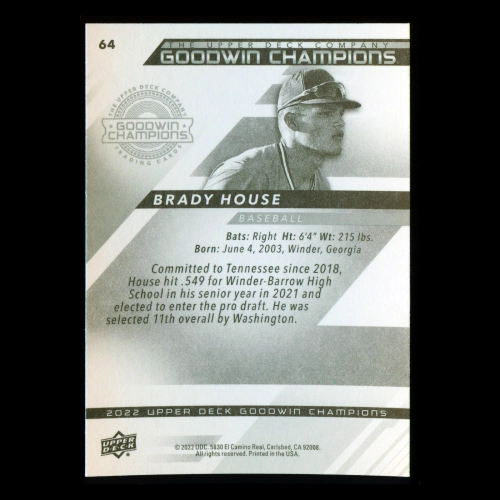 64
THE UPPER DECK COMPANY
GOODWIN CHAMPIONS
THE UPPER DECK COMPANY
GOODWIN
CHAMPIONS
TRADING CARDS
BRADY HOUSE
BASEBALL
Bats: Right Ht: 6'4" Wt: 215 lbs.
Born: June 4, 2003, Winder, Georgia
Committed to Tennessee since 2018,
House hit .549 for Winder-Barrow High
School in his senior year in 2021 and
elected to enter the pro draft. He was
selected 11th overall by Washington.
2022 UPPER DECK GOODWIN CHAMPIONS
UPPER
DECK
© 2022 UDC. 5830 El Camino Real, Carlsbad, CA 92008.
All rights reserved. Printed in the USA.